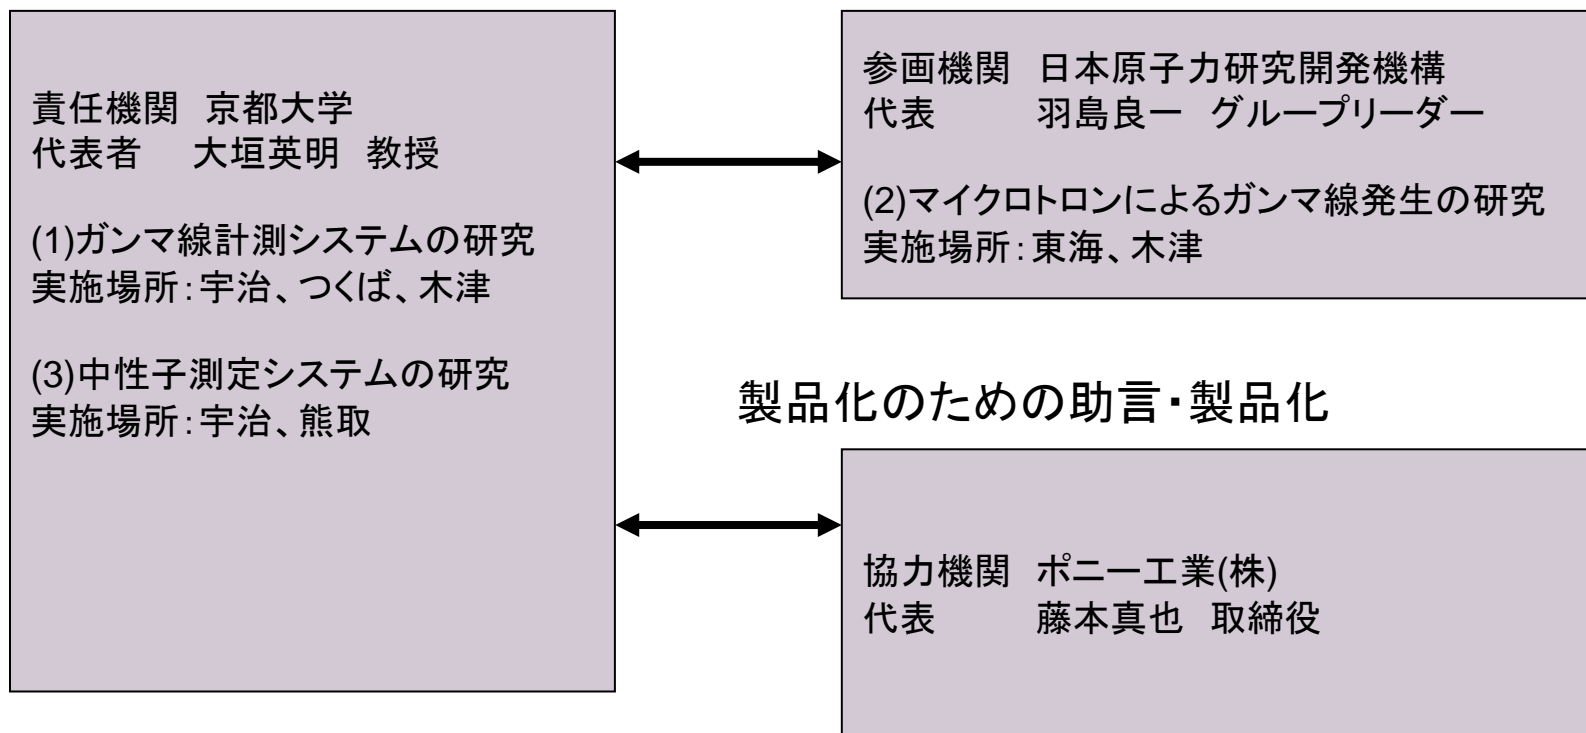 責任機関　京都大学
代表者　大垣英明　教授
(1)ガンマ線計測システムの研究
実施場所：宇治、つくば、木津
(3)中性子測定システムの研究
実施場所：宇治、熊取
参画機関　日本原子力研究開発機構
代表　羽島良一　グループリーダー
(2)マイクロトロンによるガンマ線発生の研究
実施場所：東海、木津
製品化のための助言・製品化
協力機関　ポニー工業(株)
代表　藤本真也　取締役